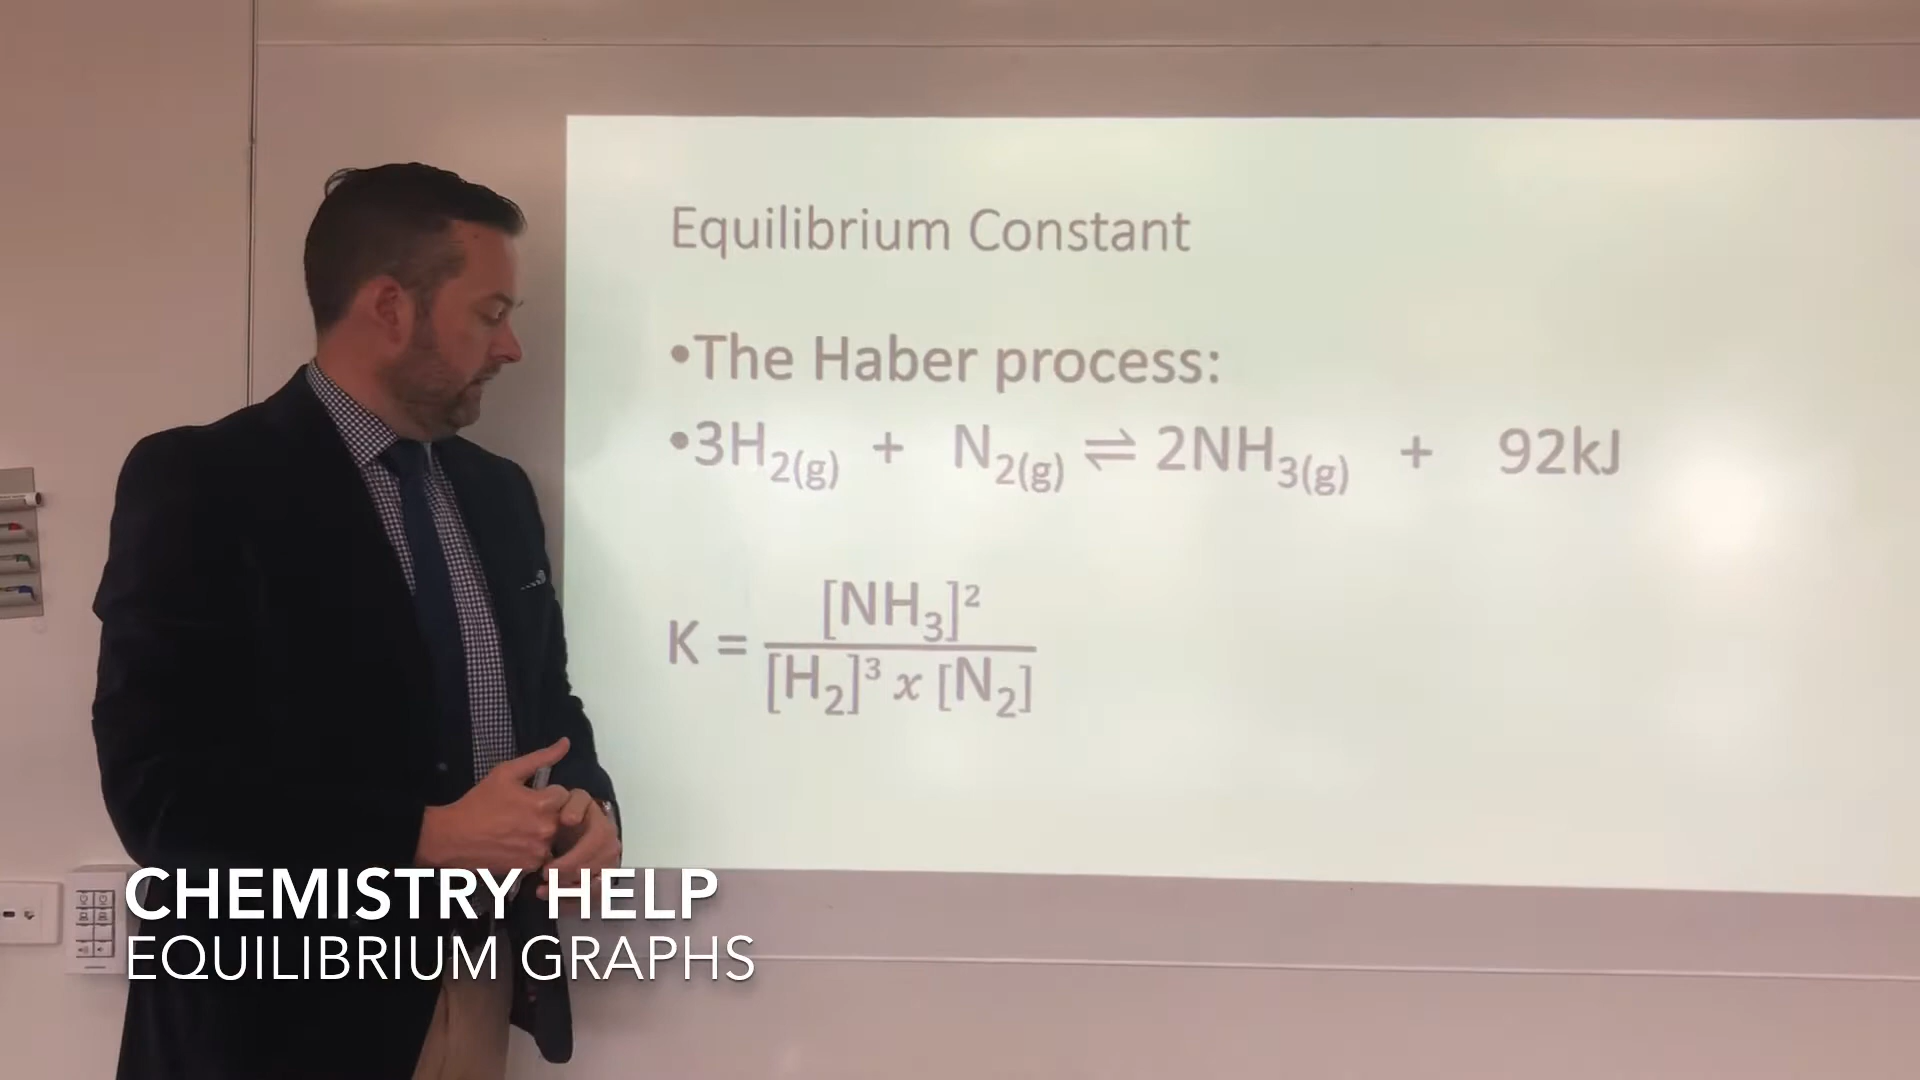 Equilibrium Constant
•The Haber process:
•3H₂(g) + N₂(g) ⇌ 2NH₃(g) + 92kJ
[NH₃]²
K =
[H₂]³ x [N₂]
CHEMISTRY HELP
EQUILIBRIUM GRAPHS